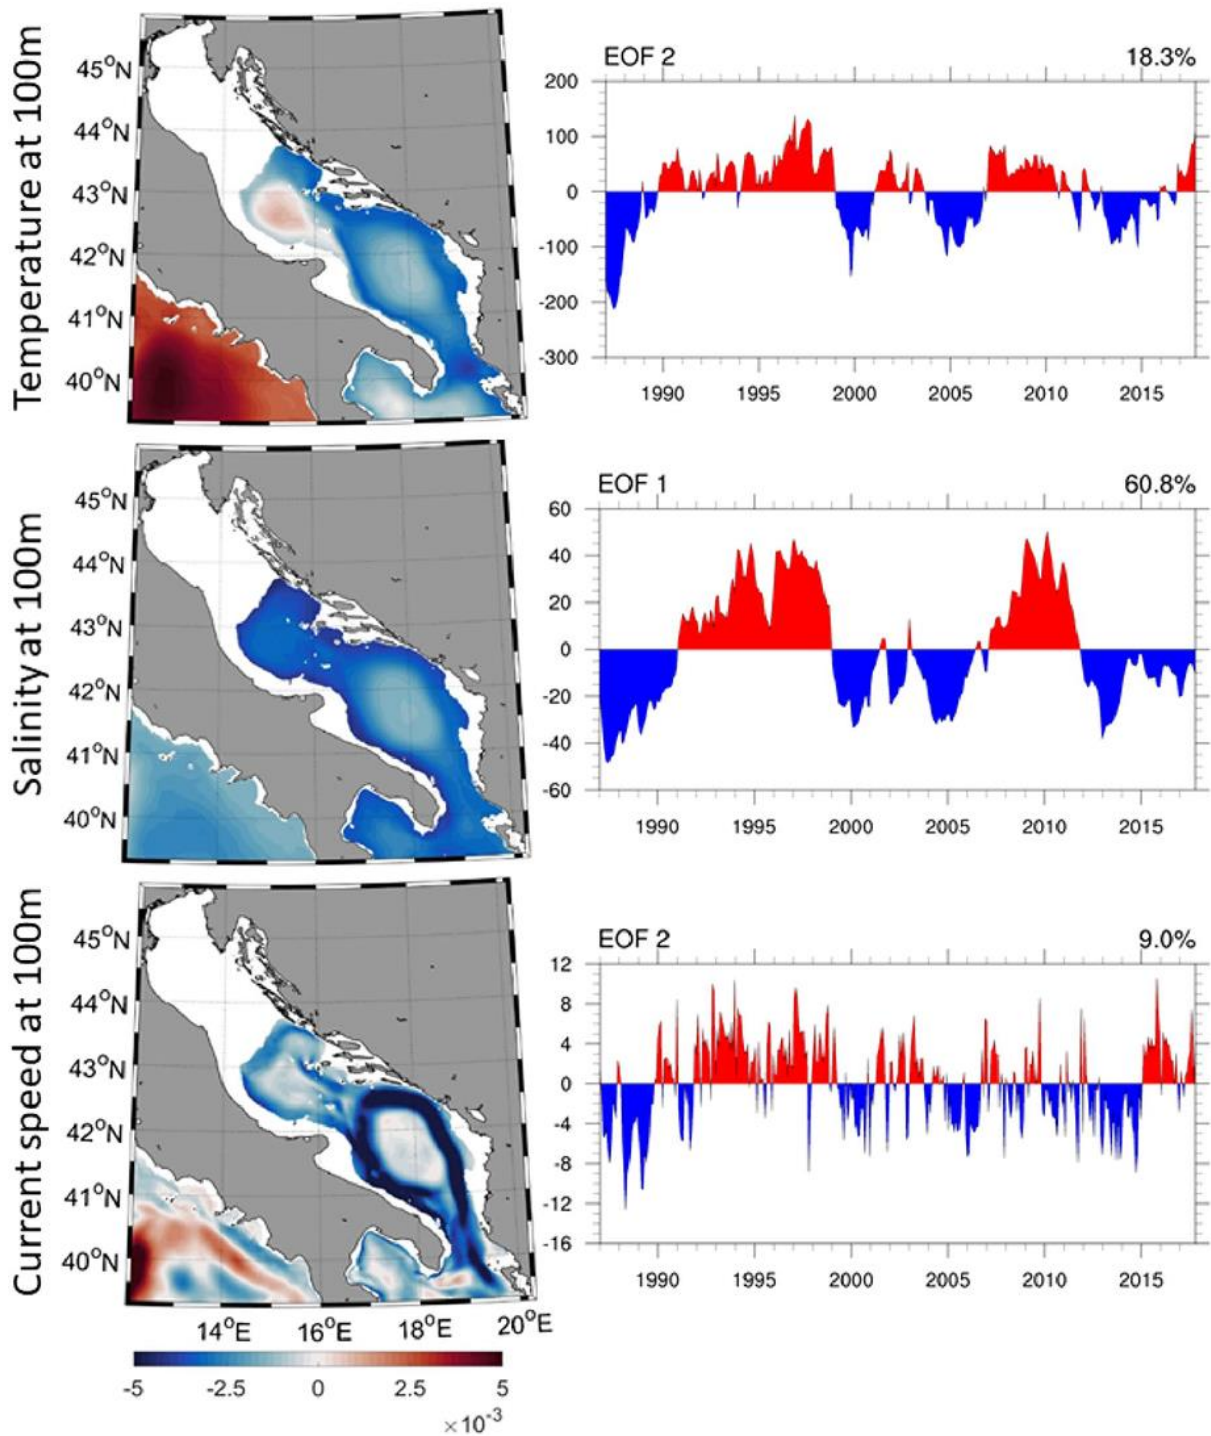 Temperature at 100m
45°N
44°N
43°N
42°N
41°N
40°N
EOF 2 18.3%
200
100
0
-100
-200
-300
1990 1995 2000 2005 2010 2015
Salinity at 100m
45°N
44°N
43°N
42°N
41°N
40°N
EOF 1 60.8%
60
40
20
0
-20
-40
-60
1990 1995 2000 2005 2010 2015
Current speed at 100m
45°N
44°N
43°N
42°N
41°N
40°N
14°E 16°E 18°E 20°E
EOF 2 9.0%
12
8
4
0
-4
-8
-12
-16
1990 1995 2000 2005 2010 2015
-5 -2.5 0 2.5 5
×10⁻³